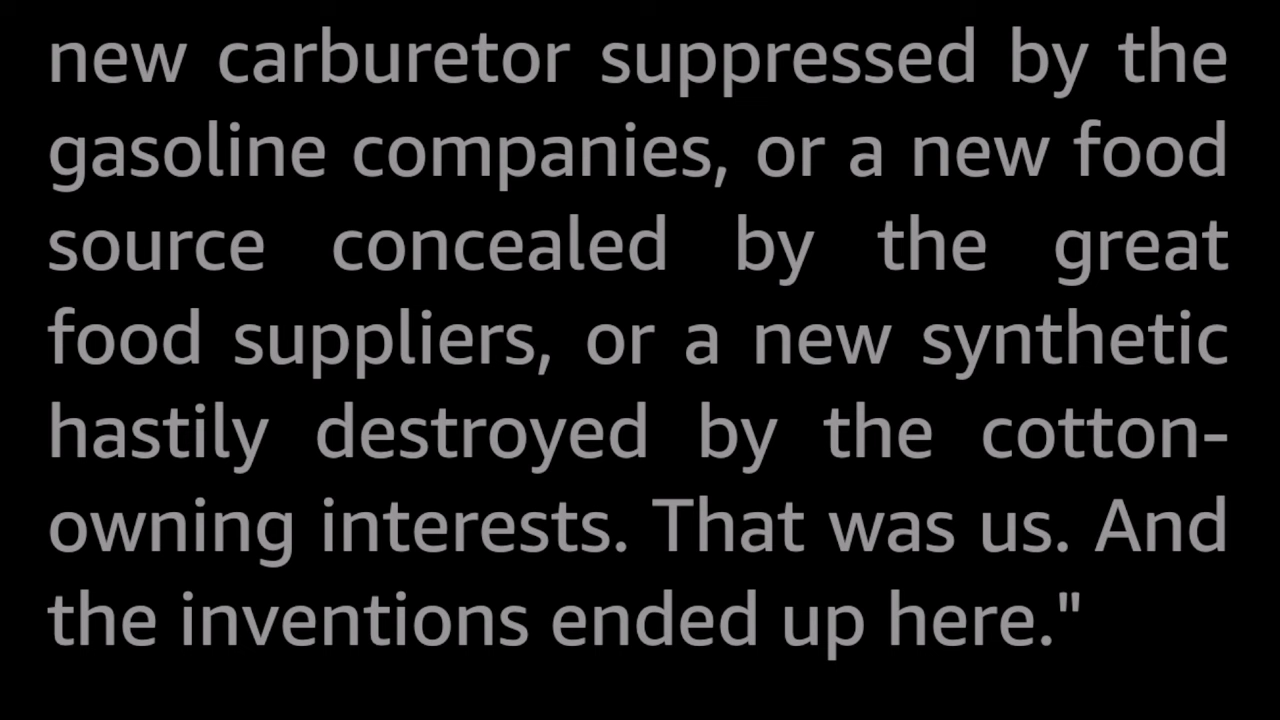 new carburetor suppressed by the
gasoline companies, or a new food
source concealed by the great
food suppliers, or a new synthetic
hastily destroyed by the cotton-
owning interests. That was us. And
the inventions ended up here."